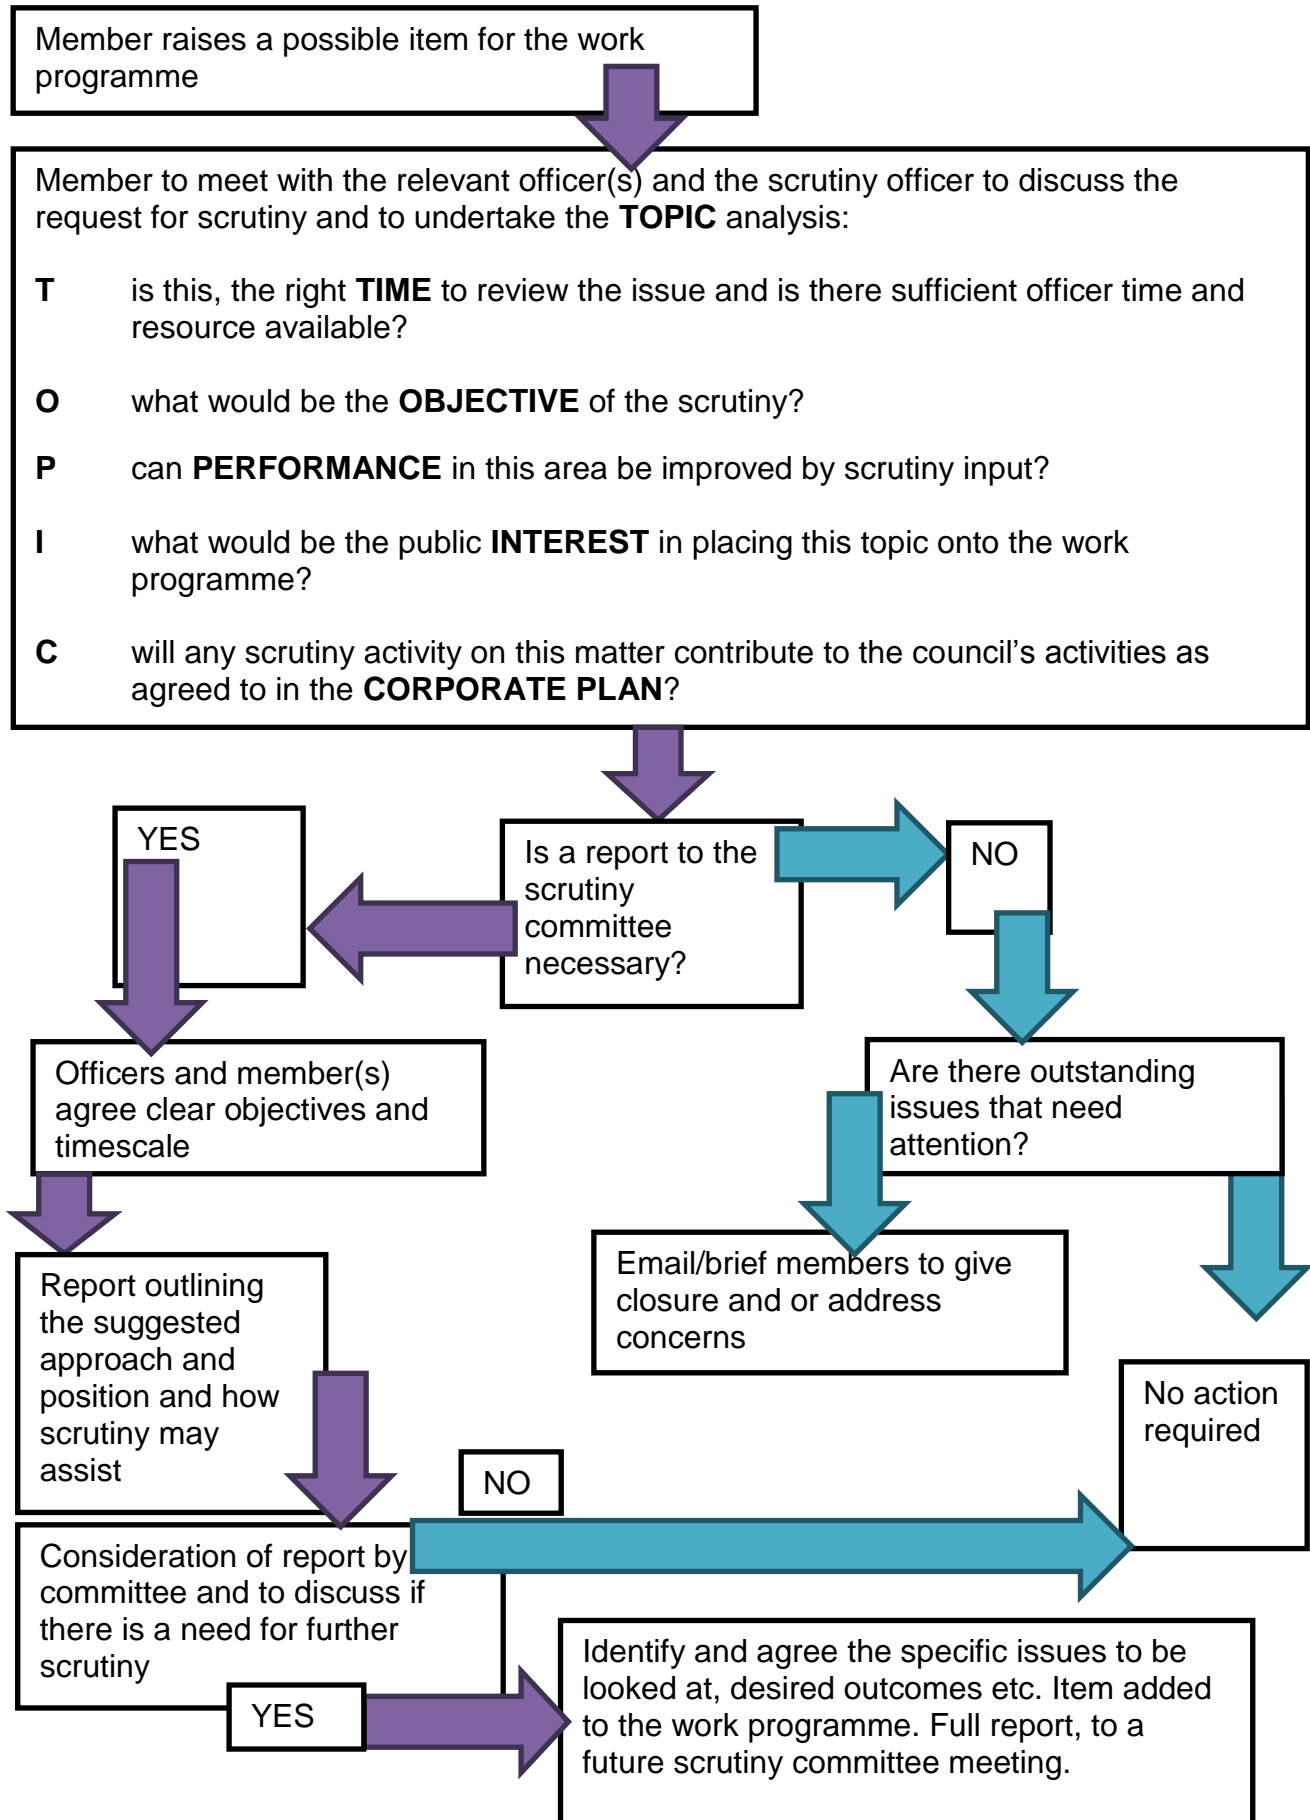 Member raises a possible item for the work
programme
Member to meet with the relevant officer(s) and the scrutiny officer to discuss the
request for scrutiny and to undertake the TOPIC analysis:
T is this, the right TIME to review the issue and is there sufficient officer time and
resource available?
O what would be the OBJECTIVE of the scrutiny?
P can PERFORMANCE in this area be improved by scrutiny input?
I what would be the public INTEREST in placing this topic onto the work
programme?
C will any scrutiny activity on this matter contribute to the council's activities as
agreed to in the CORPORATE PLAN?
YES
Is a report to the
scrutiny
committee
necessary?
NO
Officers and member(s)
agree clear objectives and
timescale
Are there outstanding
issues that need
attention?
Report outlining
the suggested
approach and
position and how
scrutiny may
assist
Email/brief members to give
closure and or address
concerns
No action
required
NO
Consideration of report by
committee and to discuss if
there is a need for further
scrutiny
YES
Identify and agree the specific issues to be
looked at, desired outcomes etc. Item added
to the work programme. Full report, to a
future scrutiny committee meeting.